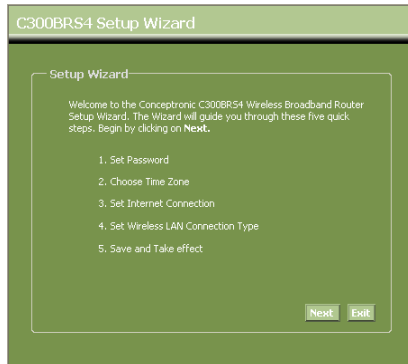 C300BRS4 Setup Wizard
Setup Wizard
Welcome to the Conceptronic C300BRS4 Wireless Broadband Router
Setup Wizard. The Wizard will guide you through these five quick
steps. Begin by clicking on Next.
1. Set Password
2. Choose Time Zone
3. Set Internet Connection
4. Set Wireless LAN Connection Type
5. Save and Take effect
Next Exit